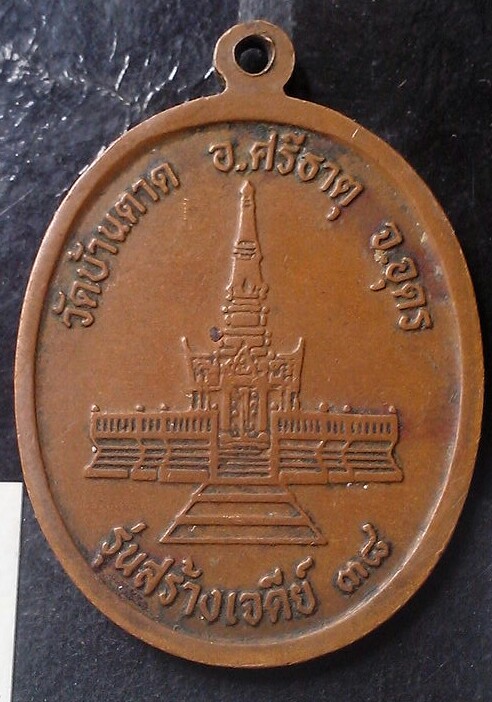 วัดบ้านตาด อ.ศรีธาตุ จ.อุดร
รุ่นสร้างเจดีย์ ๓๘